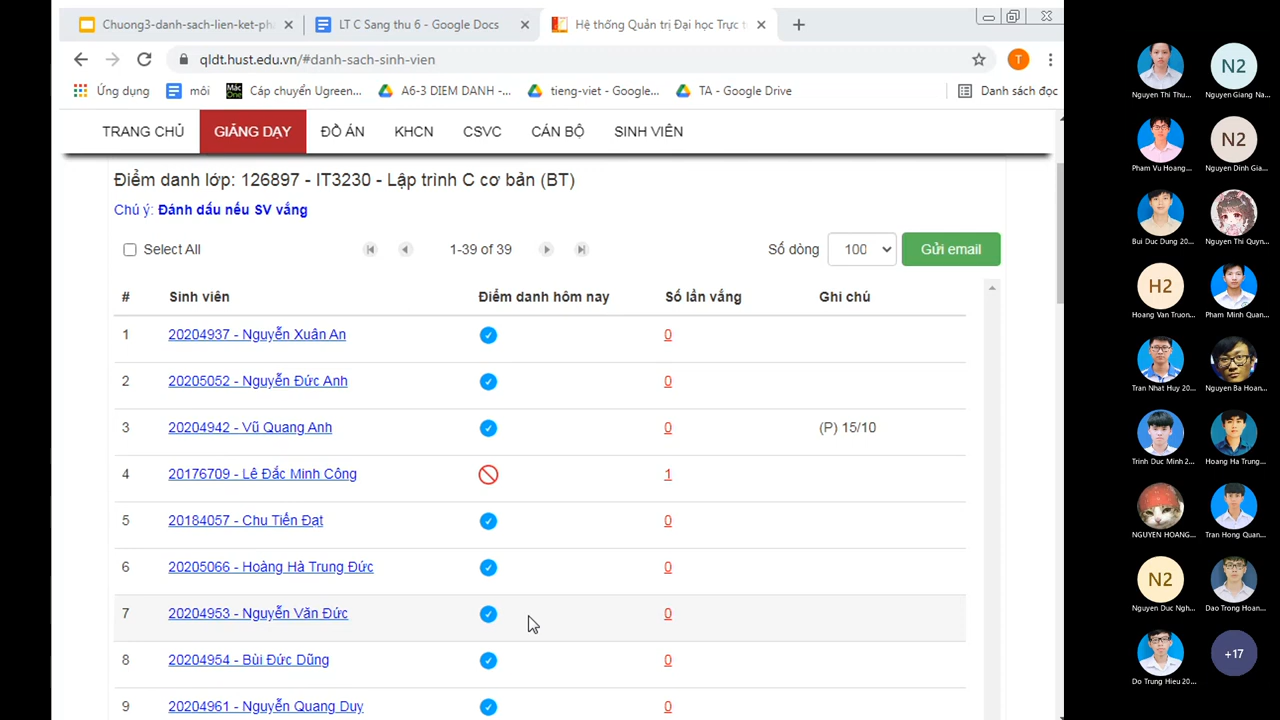 Chuong3-danh-sach-lien-ket-ph
LT C Sang thu 6 - Google Docs
Hệ thống Quản trị Đại học Trực t
qldt.hust.edu.vn/#danh-sach-sinh-vien
T
Ứng dụng
môi
Mác One
Cáp chuyển Ugreen...
A6-3 DIEM DANH -...
tieng-viet - Google...
TA - Google Drive
Danh sách đọc
TRANG CHỦ
GIẢNG DẠY
ĐỒ ÁN
KHCN
CSVC
CÁN BỘ
SINH VIÊN
Điểm danh lớp: 126897 - IT3230 - Lập trình C cơ bản (BT)
Chú ý: Đánh dấu nếu SV vắng
Select All
1-39 of 39
Số dòng
100
Gửi email
# Sinh viên Điểm danh hôm nay Số lần vắng Ghi chú
1 20204937 - Nguyễn Xuân An 0
2 20205052 - Nguyễn Đức Anh 0
3 20204942 - Vũ Quang Anh 0 (P) 15/10
4 20176709 - Lê Đắc Minh Công 1
5 20184057 - Chu Tiến Đạt 0
6 20205066 - Hoàng Hà Trung Đức 0
7 20204953 - Nguyễn Văn Đức 0
8 20204954 - Bùi Đức Dũng 0
9 20204961 - Nguyễn Quang Duy 0
N2
Nguyen Thi Thu...
Nguyen Giang Na...
N2
Pham Vu Hoang...
Nguyen Dinh Gia...
Bui Duc Dung 20...
Nguyen Thi Quyn...
H2
Hoang Van Truon...
Pham Minh Quan...
Tran Nhat Huy 20...
Nguyen Ba Hoan...
Trinh Duc Minh 2...
Hoang Ha Trung...
NGUYEN HOANG...
Tran Hong Quan...
N2
Nguyen Duc Ngh...
Dao Trong Hoan...
+17
Do Trung Hieu 20...